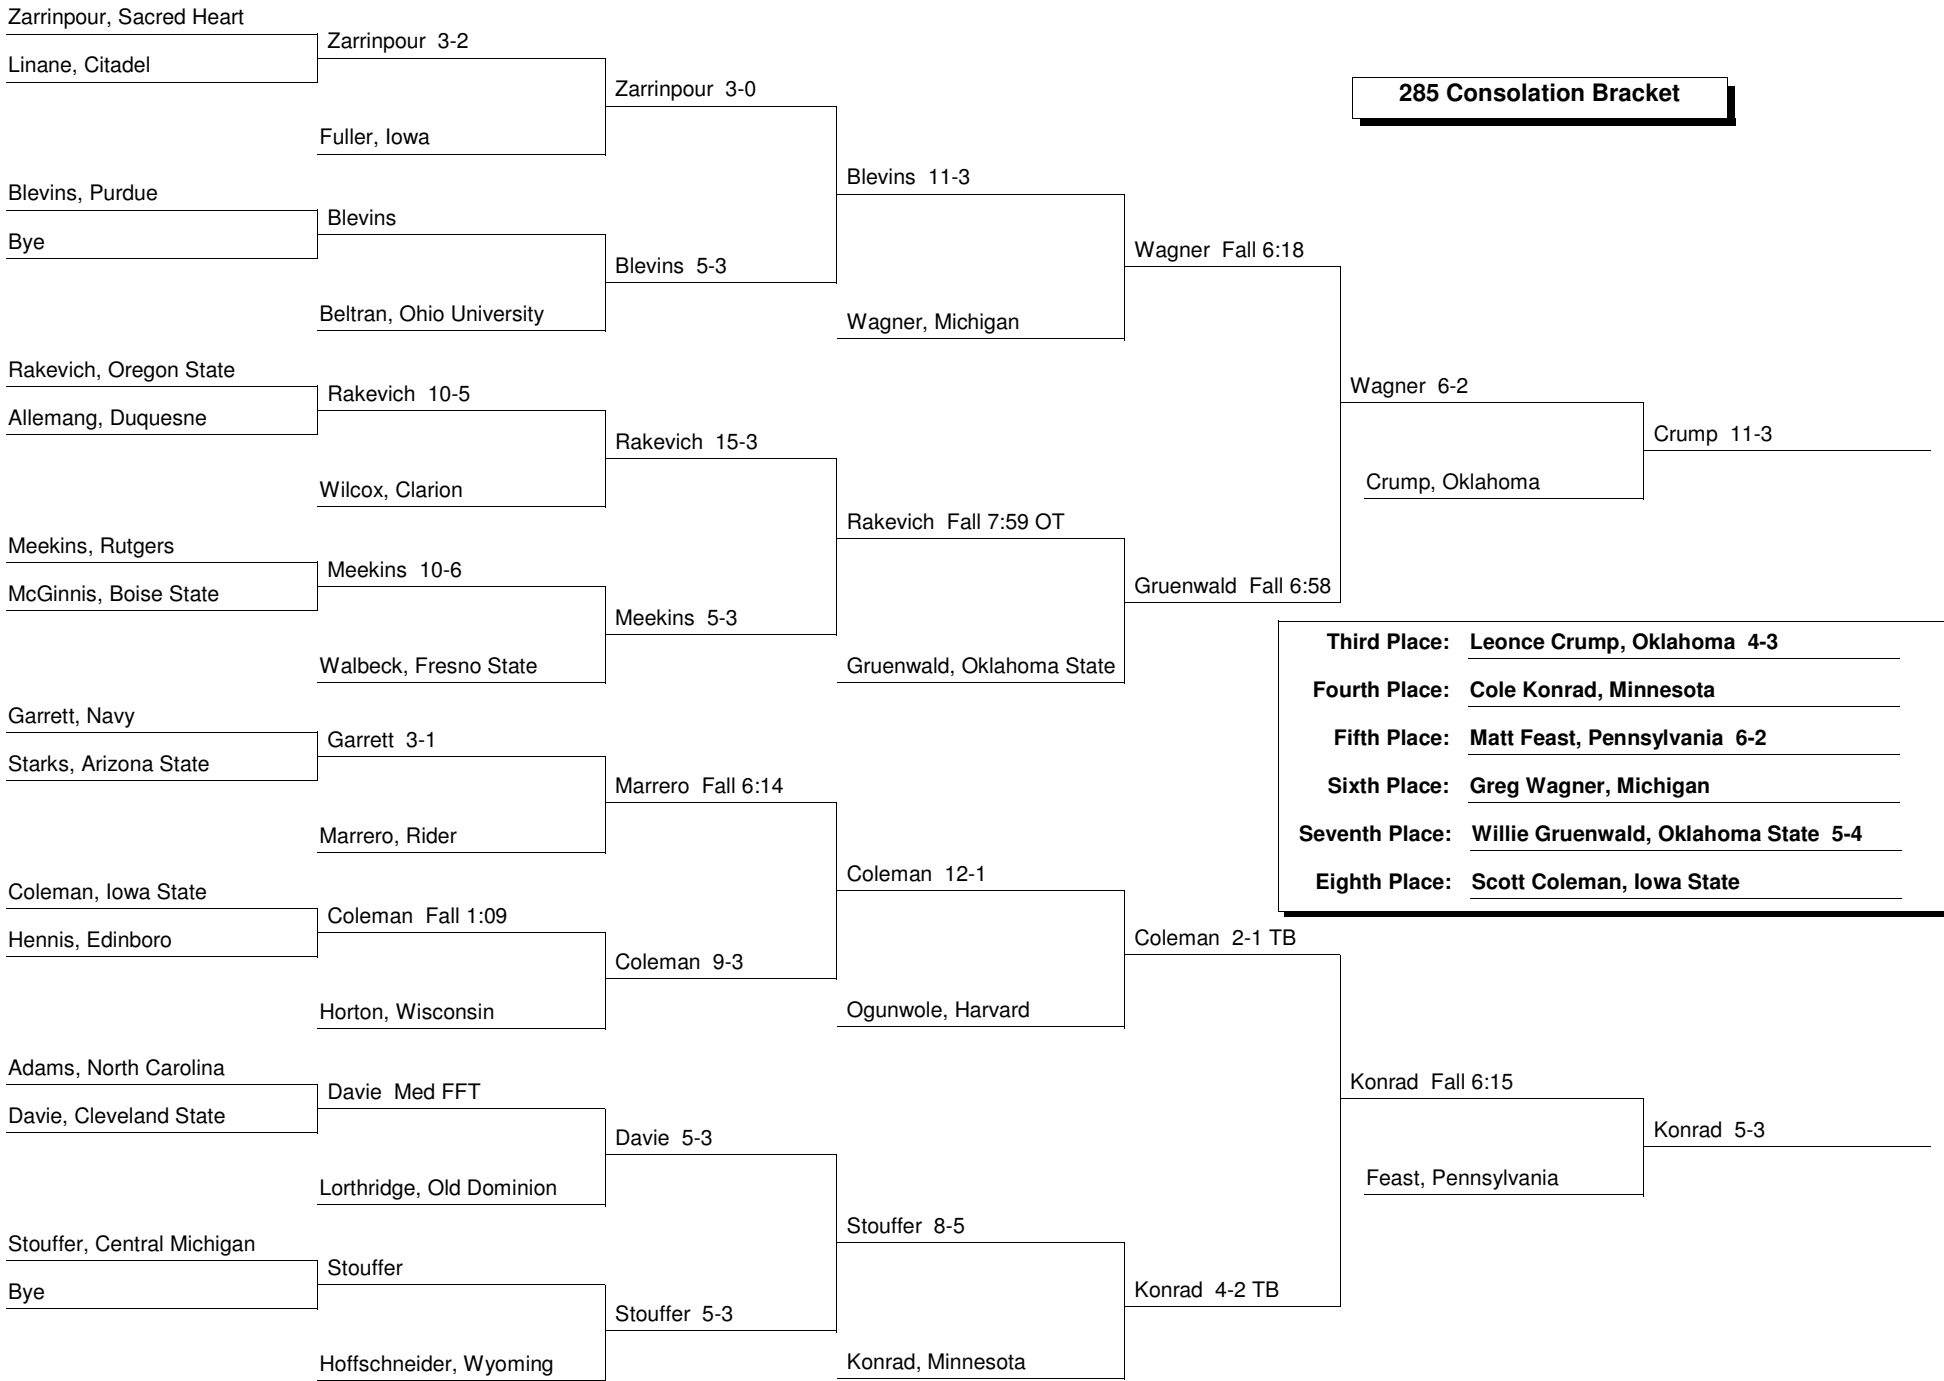 285 Consolation Bracket
Zarrinpour, Sacred Heart
Linane, Citadel
Blevins, Purdue
Bye
Rakevich, Oregon State
Allemang, Duquesne
Meekins, Rutgers
McGinnis, Boise State
Garrett, Navy
Starks, Arizona State
Coleman, Iowa State
Hennis, Edinboro
Adams, North Carolina
Davie, Cleveland State
Stouffer, Central Michigan
Bye
Zarrinpour 3-2
Fuller, Iowa
Blevins
Beltran, Ohio University
Rakevich 10-5
Wilcox, Clarion
Meekins 10-6
Walbeck, Fresno State
Garrett 3-1
Marrero, Rider
Coleman Fall 1:09
Horton, Wisconsin
Davie Med FFT
Lorthridge, Old Dominion
Stouffer
Hoffschneider, Wyoming
Zarrinpour 3-0
Blevins 5-3
Rakevich 15-3
Meekins 5-3
Marrero Fall 6:14
Coleman 9-3
Davie 5-3
Stouffer 5-3
Blevins 11-3
Wagner, Michigan
Rakevich Fall 7:59 OT
Gruenwald, Oklahoma State
Coleman 12-1
Ogunwole, Harvard
Stouffer 8-5
Konrad, Minnesota
Wagner Fall 6:18
Gruenwald Fall 6:58
Coleman 2-1 TB
Konrad 4-2 TB
Wagner 6-2
Crump, Oklahoma
Konrad Fall 6:15
Feast, Pennsylvania
Crump 11-3
Konrad 5-3
Third Place: Leonce Crump, Oklahoma 4-3
Fourth Place: Cole Konrad, Minnesota
Fifth Place: Matt Feast, Pennsylvania 6-2
Sixth Place: Greg Wagner, Michigan
Seventh Place: Willie Gruenwald, Oklahoma State 5-4
Eighth Place: Scott Coleman, Iowa State